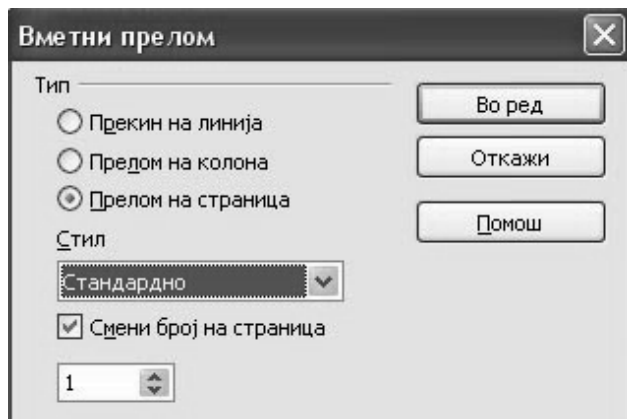 Вметни прелом
Тип
Прекин на линија
Прелом на колона
Прелом на страница
Стил
Стандардно
Смени број на страница
1
Во ред
Откажи
Помош